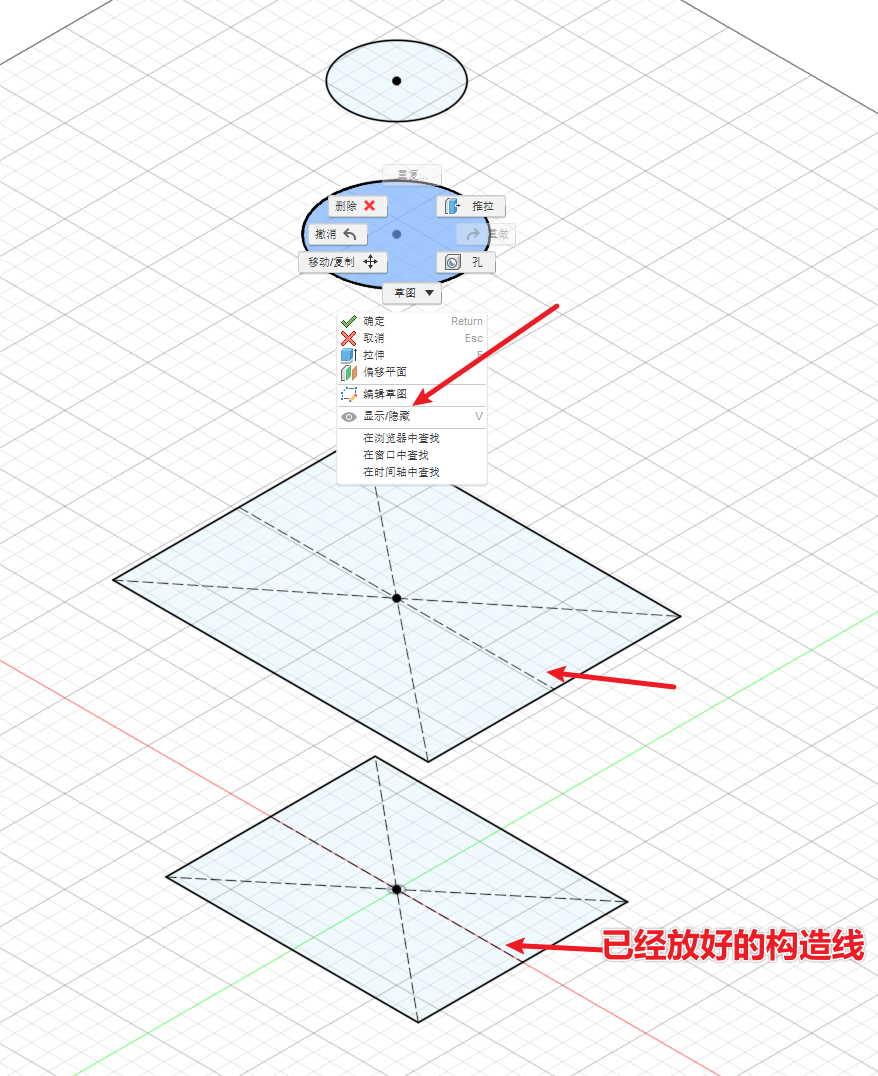 重复...
删除
推拉
撤消
重做
移动/复制
孔
草图
确定 Return
取消 Esc
拉伸 E
偏移平面
编辑草图
显示/隐藏 V
在浏览器中查找
在窗口中查找
在时间轴中查找
已经放好的构造线